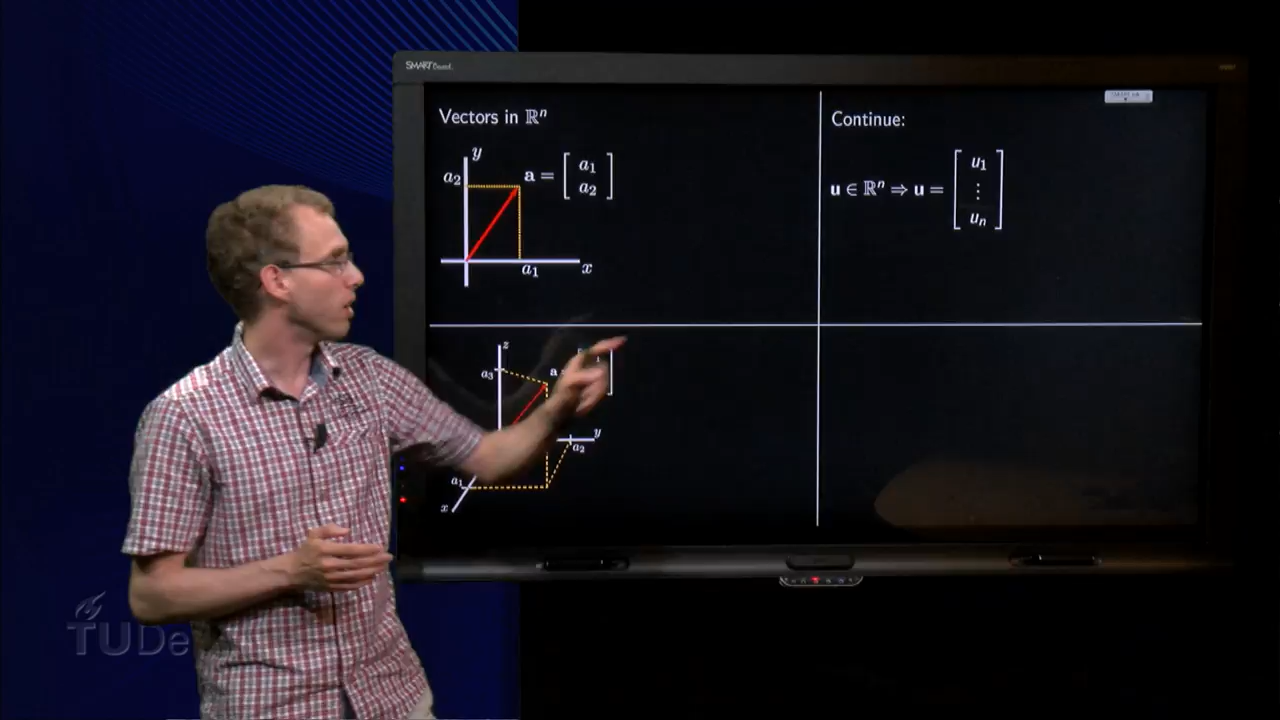 SMART Board
Vectors in ℝⁿ
y
a₂
a = [ a₁
a₂ ]
a₁
x
z
a₃
a
y
a₂
a₁
x
Continue:
u ∈ ℝⁿ ⇒ u = [ u₁
⋮
uₙ ]
TUDe